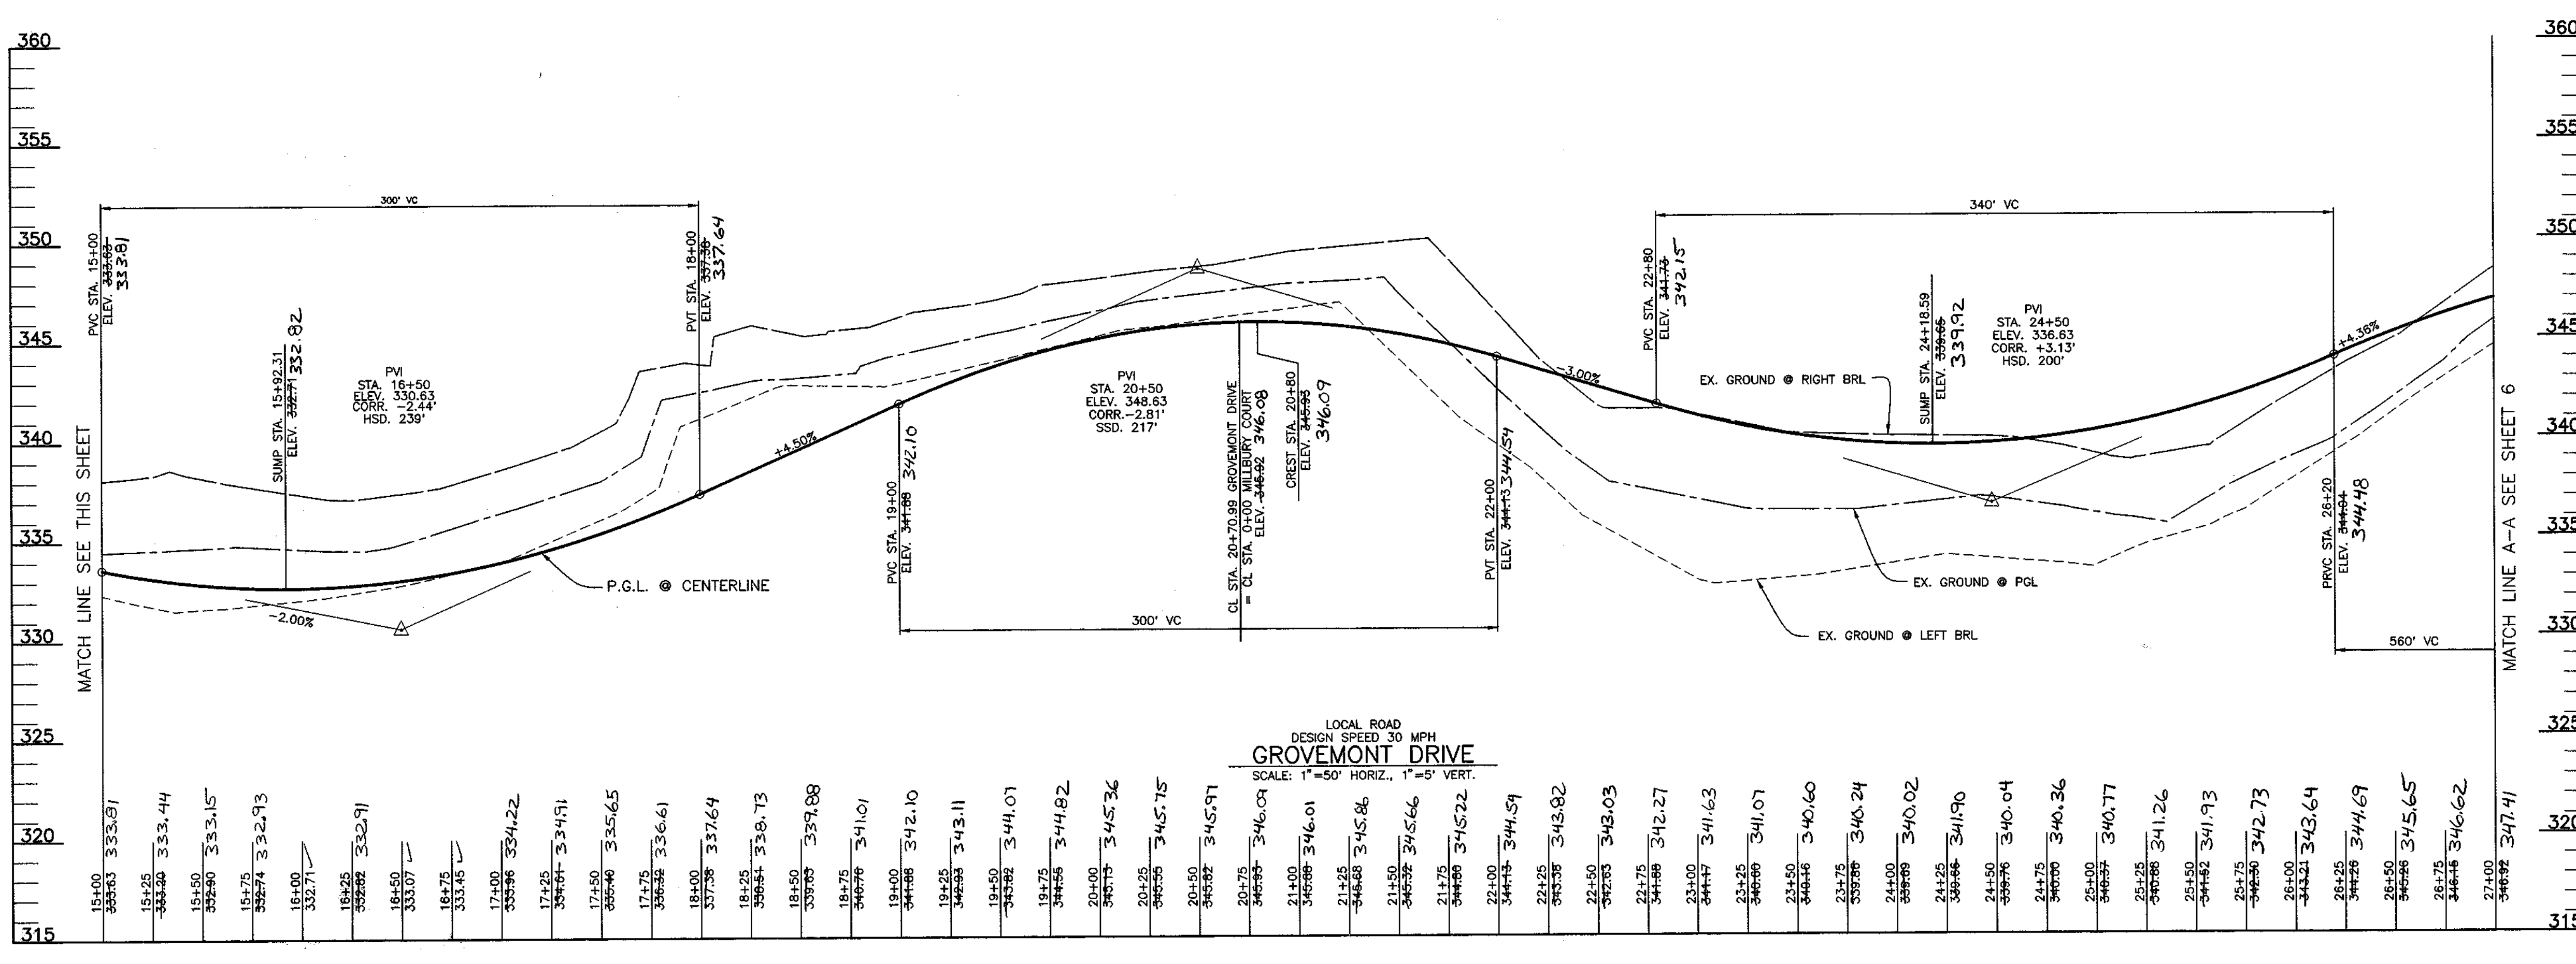 360
355
350
345
340
335
330
325
320
315
360
355
350
345
340
335
330
325
320
315
MATCH LINE SEE THIS SHEET
PVC STA. 15+00
ELEV. 333.63
333.81
300' VC
SUMP STA. 15+92.31
ELEV. 332.71 332.82
PVI
STA. 16+50
ELEV. 330.63
CORR. -2.44'
HSD. 239'
-2.00%
PVT STA. 18+00
ELEV. 337.38
337.64
P.G.L. @ CENTERLINE
+4.50%
PVC STA. 19+00
ELEV. 341.88 342.10
PVI
STA. 20+50
ELEV. 348.63
CORR.-2.81'
SSD. 217'
300' VC
CL STA. 20+70.99 GROVEMONT DRIVE
= CL STA. 0+00 MILLBURY COURT
ELEV. 345.92 346.08
CREST STA. 20+80
ELEV. 345.93
346.09
PVT STA. 22+00
ELEV. 344.13 344.54
-3.00%
PVC STA. 22+80
ELEV. 341.73
342.15
340' VC
EX. GROUND @ RIGHT BRL
SUMP STA. 24+18.59
ELEV. 339.65
339.92
PVI
STA. 24+50
ELEV. 336.63
CORR. +3.13'
HSD. 200'
EX. GROUND @ PGL
EX. GROUND @ LEFT BRL
+4.36%
PRVC STA. 26+20
ELEV. 344.04
344.48
560' VC
MATCH LINE A-A SEE SHEET 6
LOCAL ROAD
DESIGN SPEED 30 MPH
GROVEMONT DRIVE
SCALE: 1"=50' HORIZ., 1"=5' VERT.
15+00
333.63 333.81
15+25
333.20 333.44
15+50
332.90 333.15
15+75
332.74 332.93
16+00
332.71 ✓
16+25
332.82 332.91
16+50
333.07 ✓
16+75
333.45 ✓
17+00
333.96 334.22
17+25
334.61 334.91
17+50
335.40 335.65
17+75
336.32 336.61
18+00
337.38 337.64
18+25
338.51 338.73
18+50
339.63 339.88
18+75
340.76 341.01
19+00
341.88 342.10
19+25
342.93 343.11
19+50
343.82 344.07
19+75
344.55 344.82
20+00
345.13 345.36
20+25
345.55 345.75
20+50
345.82 345.97
20+75
345.93 346.09
21+00
345.88 346.01
21+25
345.68 345.86
21+50
345.32 345.66
21+75
344.80 345.22
22+00
344.13 344.54
22+25
343.38 343.82
22+50
342.63 343.03
22+75
341.88 342.27
23+00
341.17 341.63
23+25
340.60 341.07
23+50
340.16 340.60
23+75
339.86 340.24
24+00
339.69 340.02
24+25
339.66 341.90
24+50
339.76 340.04
24+75
340.00 340.36
25+00
340.37 340.77
25+25
340.88 341.26
25+50
341.52 341.93
25+75
342.30 342.73
26+00
343.21 343.64
26+25
344.26 344.69
26+50
345.26 345.65
26+75
346.15 346.62
27+00
346.92 347.41